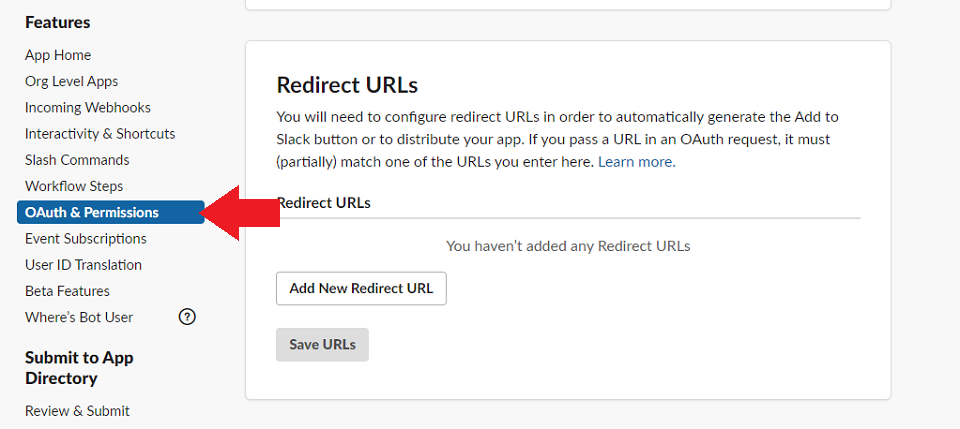 Features
App Home
Org Level Apps
Incoming Webhooks
Interactivity & Shortcuts
Slash Commands
Workflow Steps
OAuth & Permissions
Event Subscriptions
User ID Translation
Beta Features
Where's Bot User
?
Submit to App
Directory
Review & Submit
Redirect URLs
You will need to configure redirect URLs in order to automatically generate the Add to
Slack button or to distribute your app. If you pass a URL in an OAuth request, it must
(partially) match one of the URLs you enter here. Learn more.
Redirect URLs
You haven't added any Redirect URLs
Add New Redirect URL
Save URLs